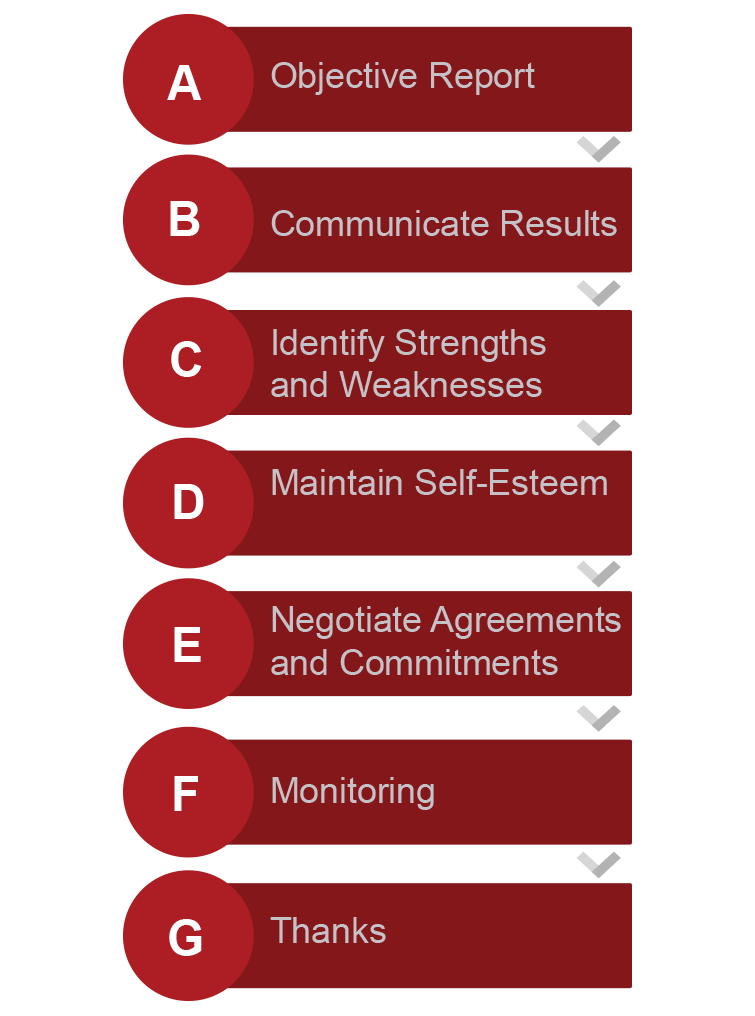 A
Objective Report
B
Communicate Results
C
Identify Strengths
and Weaknesses
D
Maintain Self-Esteem
E
Negotiate Agreements
and Commitments
F
Monitoring
G
Thanks